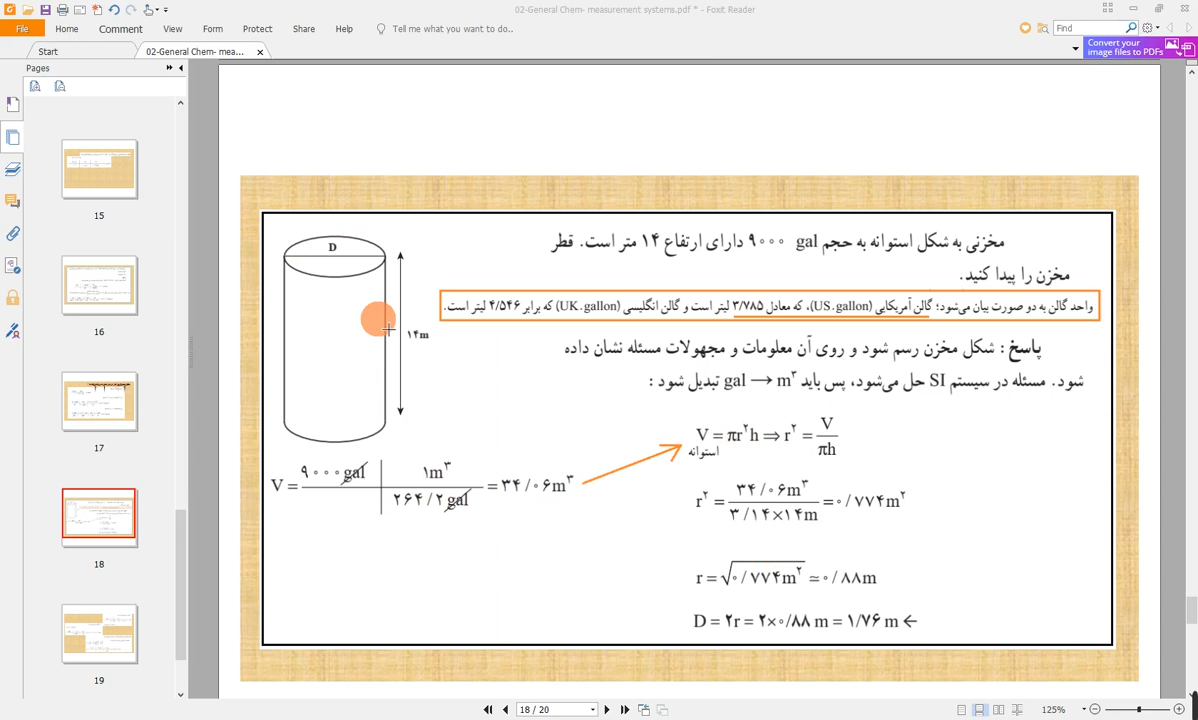 02-General Chem- measurement systems.pdf * - Foxit Reader
File
Home
Comment
View
Form
Protect
Share
Help
Tell me what you want to do..
Find
Start
02-General Chem- mea...
Convert your
image files to PDFs
Pages
15
16
17
18
19
مخزنی به شکل استوانه به حجم ۹۰۰۰ gal دارای ارتفاع ۱۴ متر است. قطر
مخزن را پیدا کنید.
واحد گالن به دو صورت بیان می‌شود؛ گالن آمریکایی (US.gallon)، که معادل ۳/۷۸۵ لیتر است و گالن انگلیسی (UK.gallon) که برابر ۴/۵۴۶ لیتر است.
پاسخ : شکل مخزن رسم شود و روی آن معلومات و مجهولات مسئله نشان داده
شود. مسئله در سیستم SI حل می‌شود، پس باید gal → m³ تبدیل شود :
D
۱۴m
V = πr²h ⇒ r² = V / πh
استوانه
V = ۹۰۰۰ gal | ۱m³ / ۲۶۴/۲ gal = ۳۴/۰۶m³
r² = ۳۴/۰۶m³ / ۳/۱۴×۱۴m = ۰/۷۷۴m²
r = √۰/۷۷۴m² ≃ ۰/۸۸m
D = ۲r = ۲×۰/۸۸ m = ۱/۷۶ m ←
18 / 20
125%